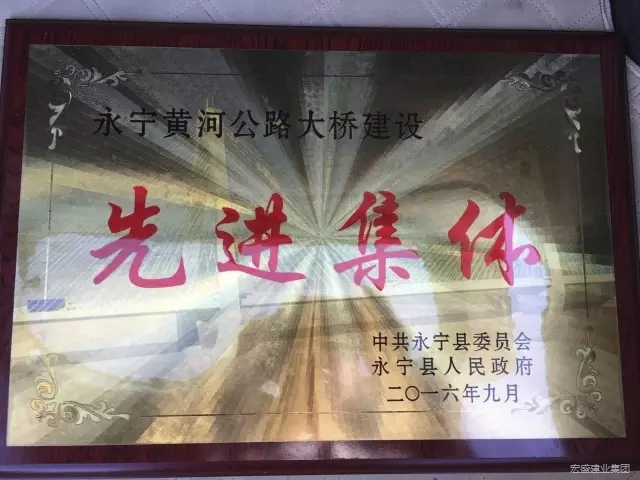 永宁黄河公路大桥建设
先进集体
中共永宁县委员会
永宁县人民政府
二〇一六年九月
宏盛建业集团